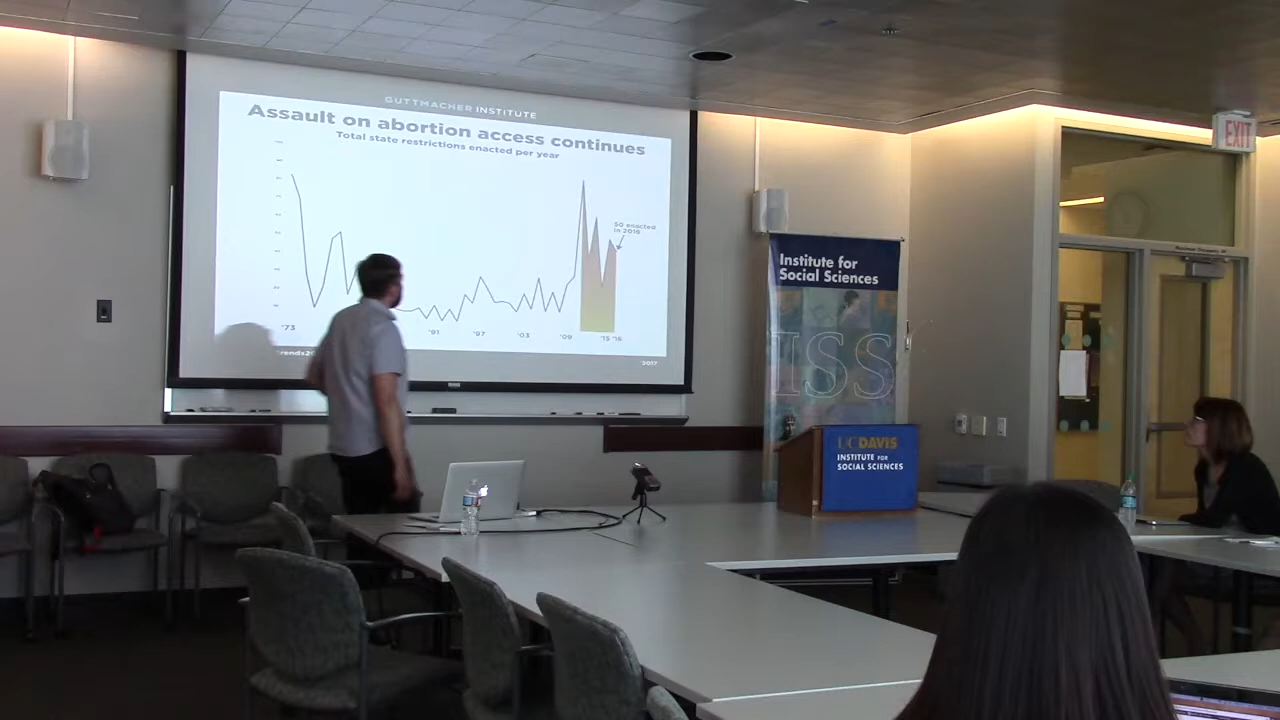 GUTTMACHER INSTITUTE
Assault on abortion access continues
Total state restrictions enacted per year
50 enacted
in 2016
'73
'91
'97
'03
'09
'15 '16
'2017
EXIT
Institute for
Social Sciences
ISS
UCDAVIS
INSTITUTE FOR
SOCIAL SCIENCES